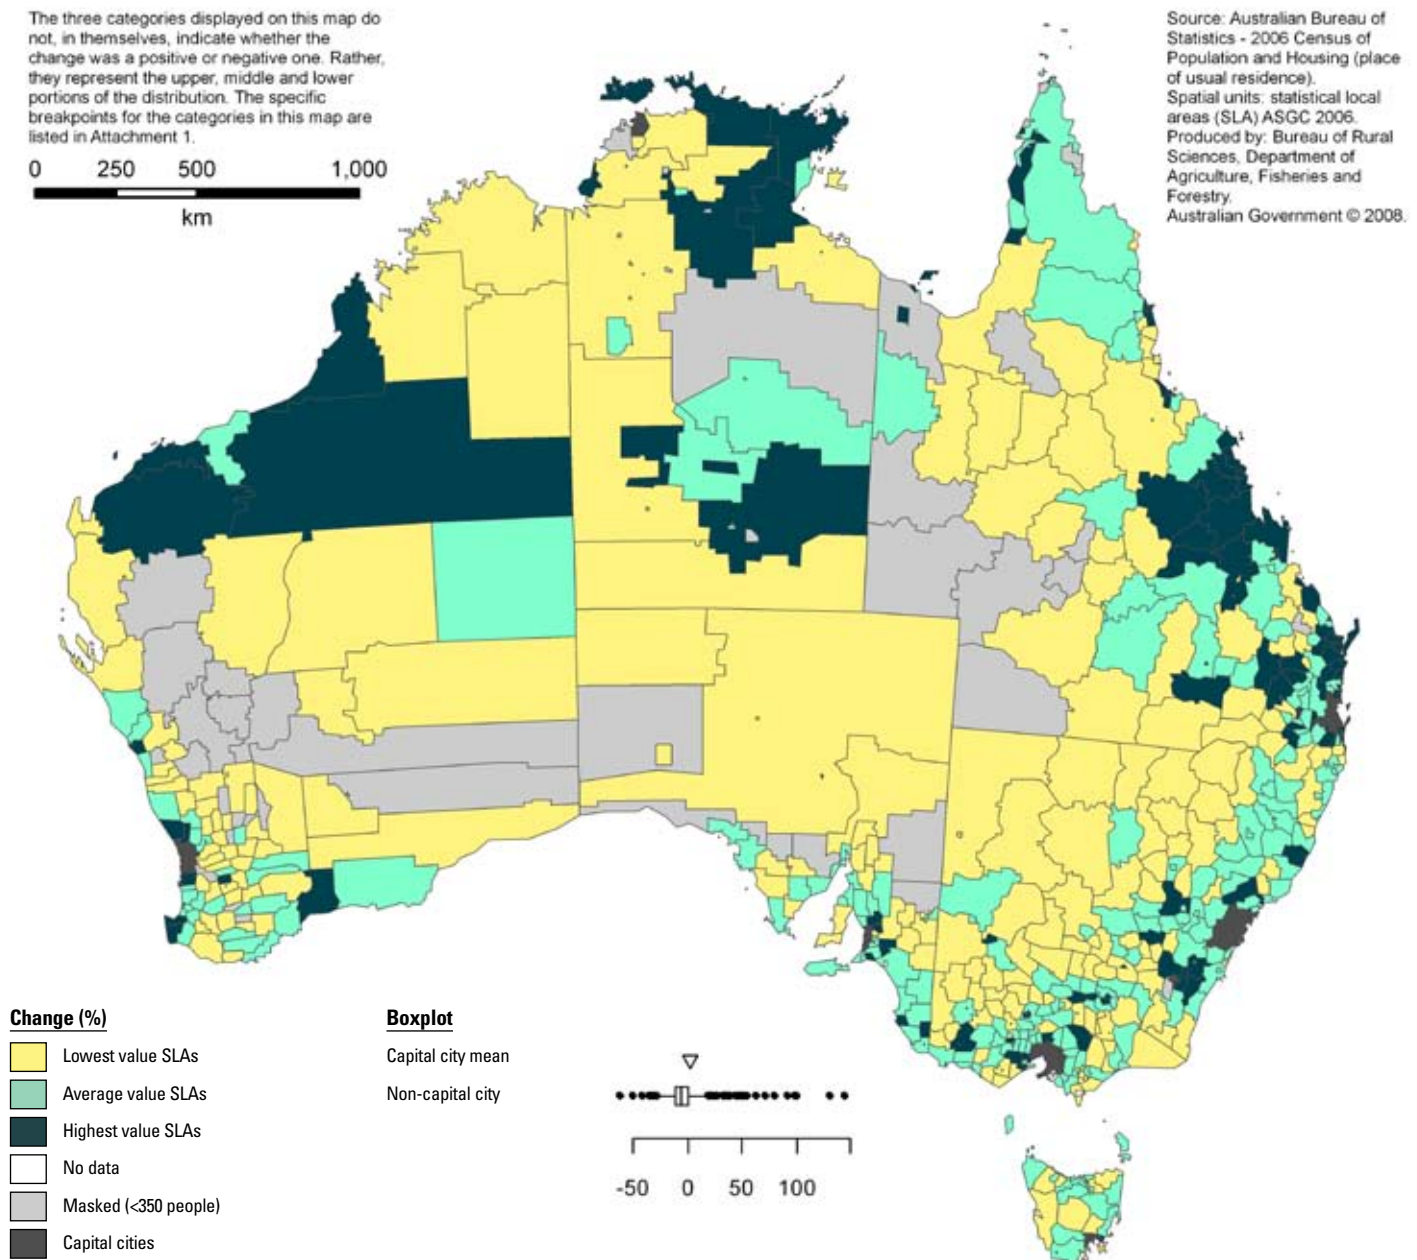 The three categories displayed on this map do
not, in themselves, indicate whether the
change was a positive or negative one. Rather,
they represent the upper, middle and lower
portions of the distribution. The specific
breakpoints for the categories in this map are
listed in Attachment 1.
0 250 500 1,000
km
Source: Australian Bureau of
Statistics - 2006 Census of
Population and Housing (place
of usual residence).
Spatial units: statistical local
areas (SLA) ASGC 2006.
Produced by: Bureau of Rural
Sciences, Department of
Agriculture, Fisheries and
Forestry.
Australian Government © 2008.
Change (%)
Lowest value SLAs
Average value SLAs
Highest value SLAs
No data
Masked (<350 people)
Capital cities
Boxplot
Capital city mean
Non-capital city
-50 0 50 100